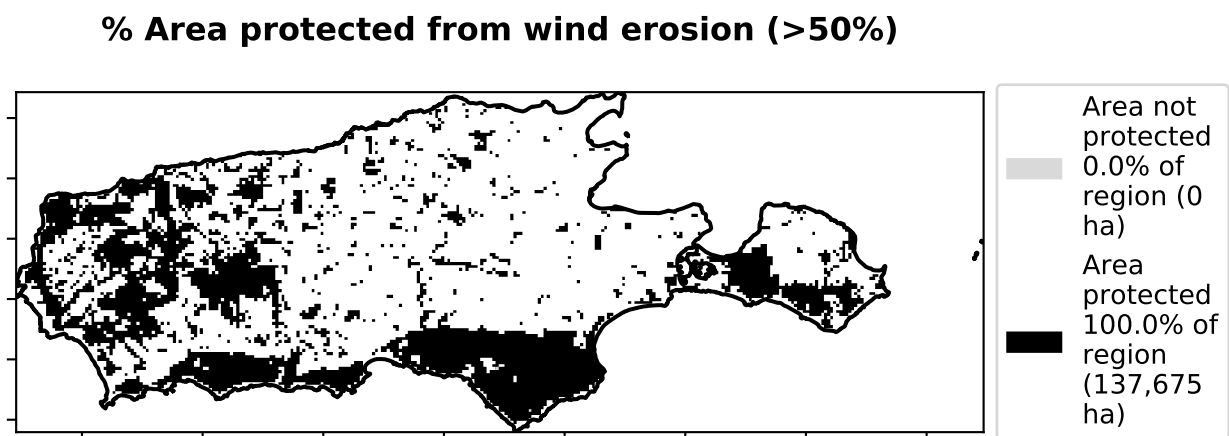 % Area protected from wind erosion (>50%)
Area not
protected
0.0% of
region (0
ha)
Area
protected
100.0% of
region
(137,675
ha)